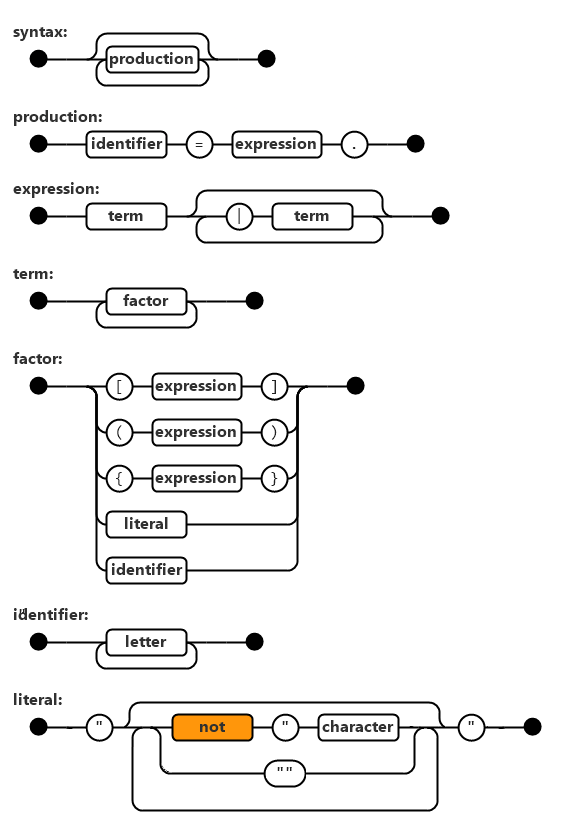 syntax:
production
production:
identifier = expression .
expression:
term | term
term:
factor
factor:
[ expression ]
( expression )
{ expression }
literal
identifier
identifier:
letter
literal:
" not " character "
""